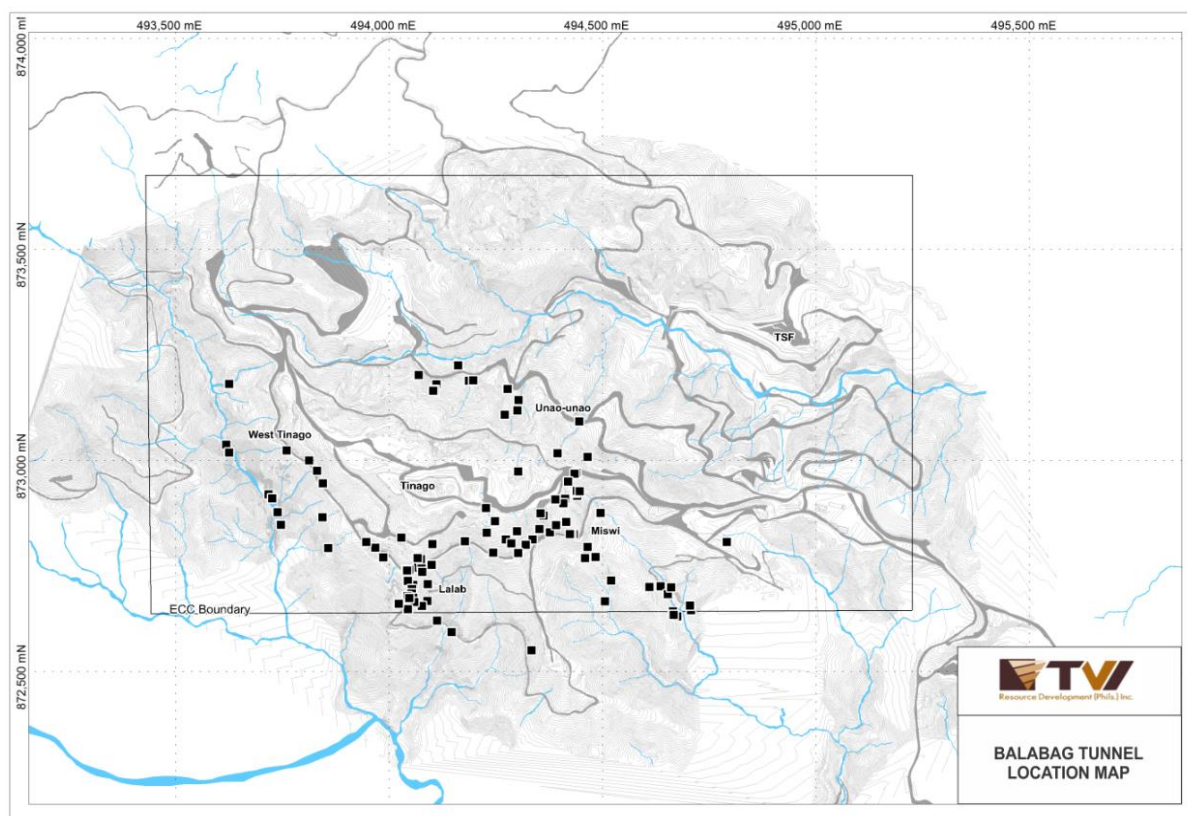 493,500 mE 494,000 mE 494,500 mE 495,000 mE 495,500 mE
874,000 ml
873,500 mN
TSF
Unao-unao
West Tinago
873,000 mN
Tinago
Miswi
Lalab
ECC Boundary
872,500 mN
TVI
Resource Development (Phils.) Inc.
BALABAG TUNNEL
LOCATION MAP